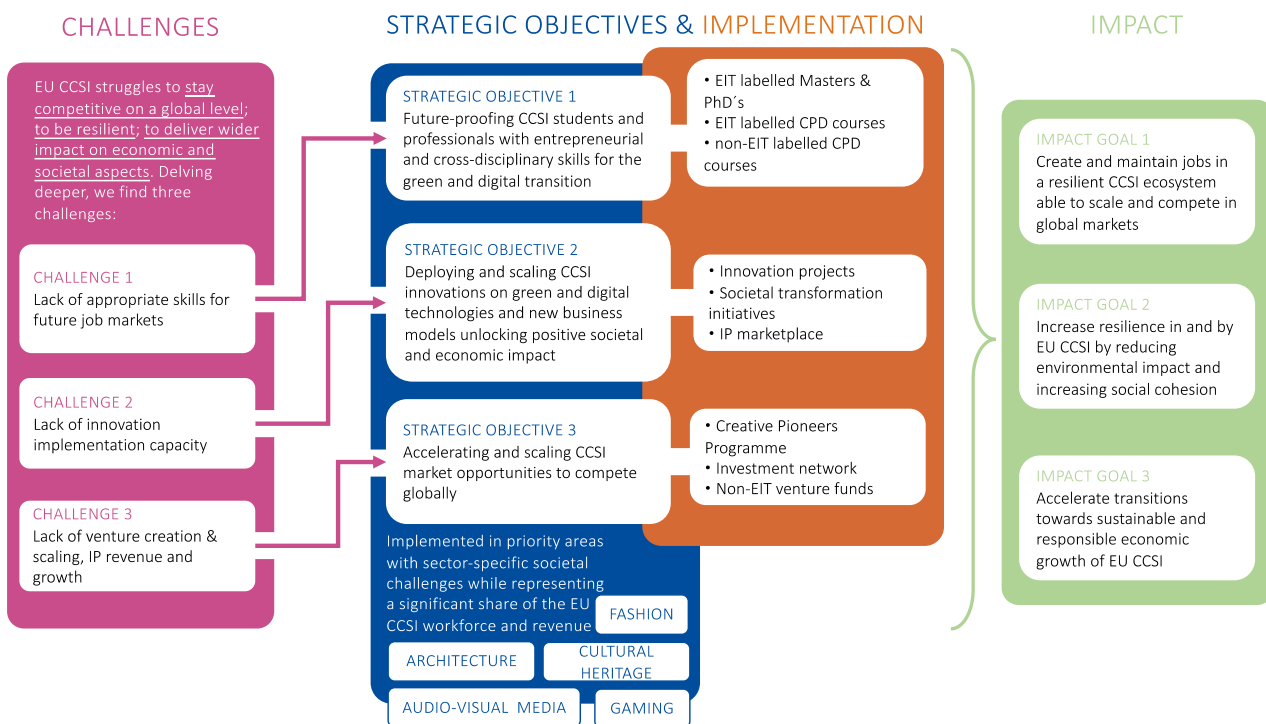 CHALLENGES
EU CCSI struggles to stay
competitive on a global level;
to be resilient; to deliver wider
impact on economic and
societal aspects. Delving
deeper, we find three
challenges:
CHALLENGE 1
Lack of appropriate skills for
future job markets
CHALLENGE 2
Lack of innovation
implementation capacity
CHALLENGE 3
Lack of venture creation &
scaling, IP revenue and
growth
STRATEGIC OBJECTIVES & IMPLEMENTATION
STRATEGIC OBJECTIVE 1
Future-proofing CCSI students and
professionals with entrepreneurial
and cross-disciplinary skills for the
green and digital transition
• EIT labelled Masters &
PhD´s
• EIT labelled CPD courses
• non-EIT labelled CPD
courses
STRATEGIC OBJECTIVE 2
Deploying and scaling CCSI
innovations on green and digital
technologies and new business
models unlocking positive societal
and economic impact
• Innovation projects
• Societal transformation
initiatives
• IP marketplace
STRATEGIC OBJECTIVE 3
Accelerating and scaling CCSI
market opportunities to compete
globally
• Creative Pioneers
Programme
• Investment network
• Non-EIT venture funds
Implemented in priority areas
with sector-specific societal
challenges while representing
a significant share of the EU
CCSI workforce and revenue
FASHION
ARCHITECTURE
CULTURAL
HERITAGE
AUDIO-VISUAL MEDIA
GAMING
IMPACT
IMPACT GOAL 1
Create and maintain jobs in
a resilient CCSI ecosystem
able to scale and compete in
global markets
IMPACT GOAL 2
Increase resilience in and by
EU CCSI by reducing
environmental impact and
increasing social cohesion
IMPACT GOAL 3
Accelerate transitions
towards sustainable and
responsible economic
growth of EU CCSI